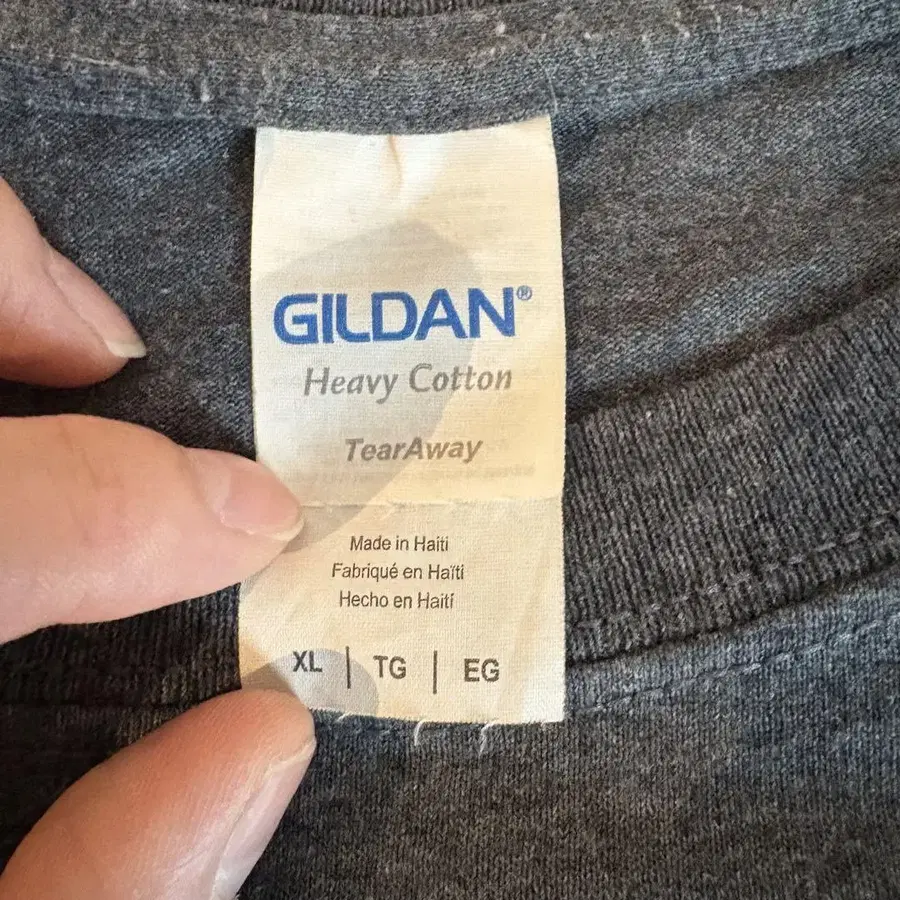 GILDAN®
Heavy Cotton
TearAway
Made in Haiti
Fabriqué en Haïti
Hecho en Haití
XL | TG | EG